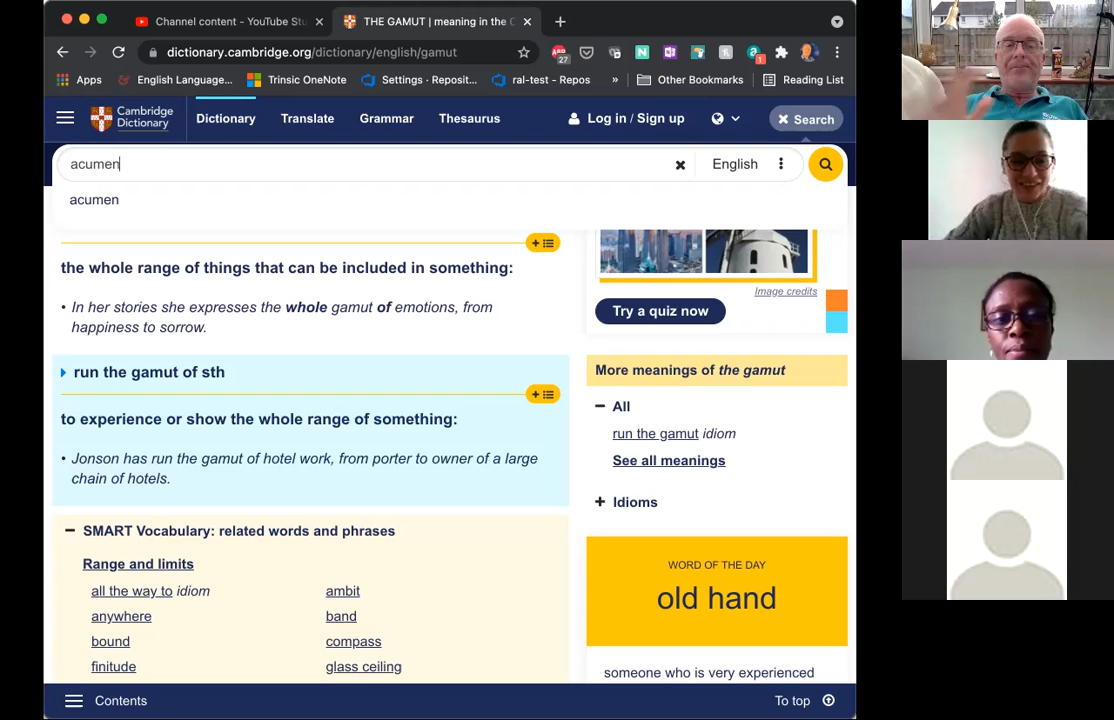 Channel content - YouTube Stu
THE GAMUT | meaning in the C
dictionary.cambridge.org/dictionary/english/gamut
27
1
Apps
English Language...
Trinsic OneNote
Settings · Reposit...
ral-test - Repos
»
Other Bookmarks
Reading List
Cambridge
Dictionary
Dictionary
Translate
Grammar
Thesaurus
Log in / Sign up
Search
acumen
English
acumen
the whole range of things that can be included in something:
• In her stories she expresses the whole gamut of emotions, from
happiness to sorrow.
run the gamut of sth
to experience or show the whole range of something:
• Jonson has run the gamut of hotel work, from porter to owner of a large
chain of hotels.
SMART Vocabulary: related words and phrases
Range and limits
all the way to idiom
anywhere
bound
finitude
ambit
band
compass
glass ceiling
Image credits
Try a quiz now
More meanings of the gamut
All
run the gamut idiom
See all meanings
Idioms
WORD OF THE DAY
old hand
someone who is very experienced
Contents
To top